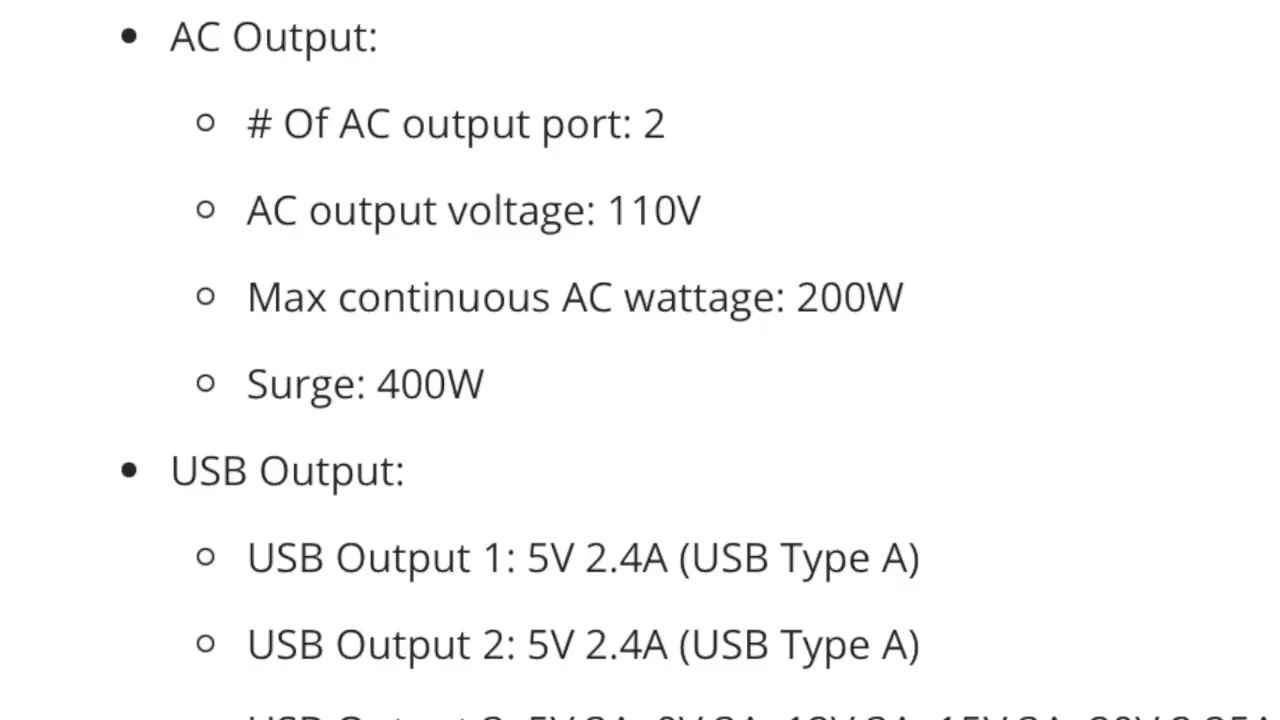 AC Output:
# Of AC output port: 2
AC output voltage: 110V
Max continuous AC wattage: 200W
Surge: 400W
USB Output:
USB Output 1: 5V 2.4A (USB Type A)
USB Output 2: 5V 2.4A (USB Type A)